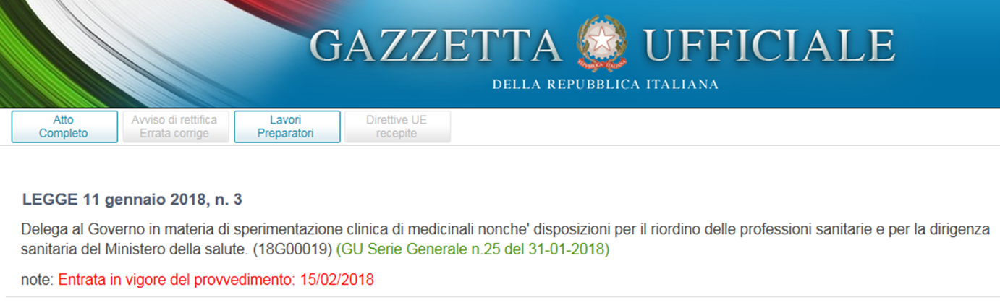 GAZZETTA UFFICIALE
REPUBBLICA ITALIANA
DELLA REPUBBLICA ITALIANA
Atto
Completo
Avviso di rettifica
Errata corrige
Lavori
Preparatori
Direttive UE
recepite
LEGGE 11 gennaio 2018, n. 3
Delega al Governo in materia di sperimentazione clinica di medicinali nonche' disposizioni per il riordino delle professioni sanitarie e per la dirigenza
sanitaria del Ministero della salute. (18G00019) (GU Serie Generale n.25 del 31-01-2018)
note: Entrata in vigore del provvedimento: 15/02/2018